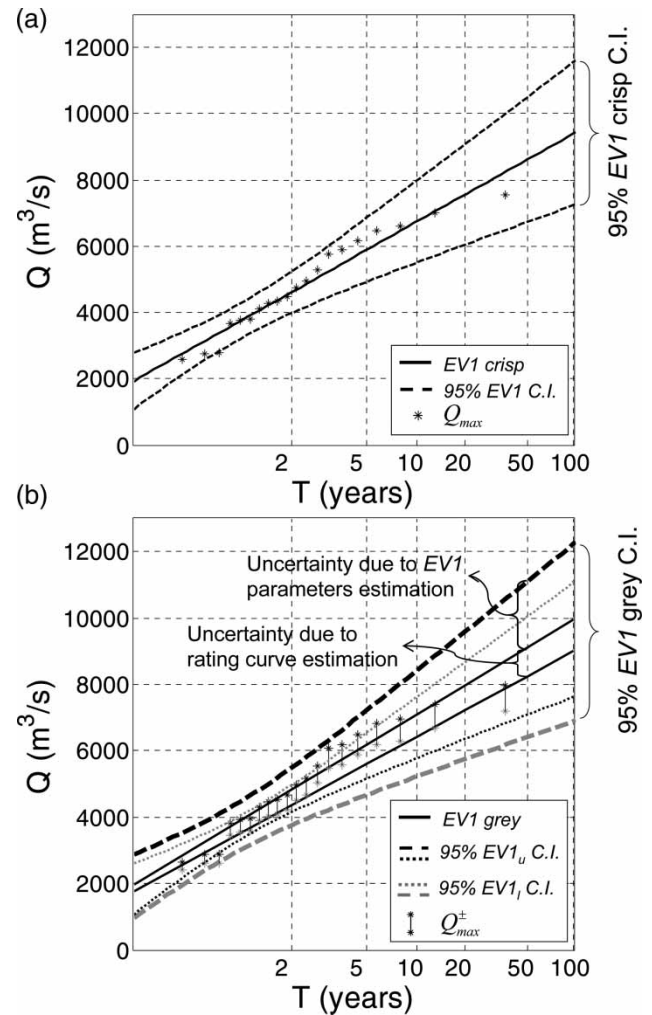 (a)
12000
10000
8000
6000
4000
2000
0
Q (m³/s)
2 5 10 20 50 100
T (years)
95% EV1 crisp C.I.
EV1 crisp
95% EV1 C.I.
Qmax
(b)
12000
10000
8000
6000
4000
2000
0
Q (m³/s)
Uncertainty due to EV1
parameters estimation
Uncertainty due to
rating curve estimation
2 5 10 20 50 100
T (years)
95% EV1 grey C.I.
EV1 grey
95% EV1u C.I.
95% EV1l C.I.
Q±max